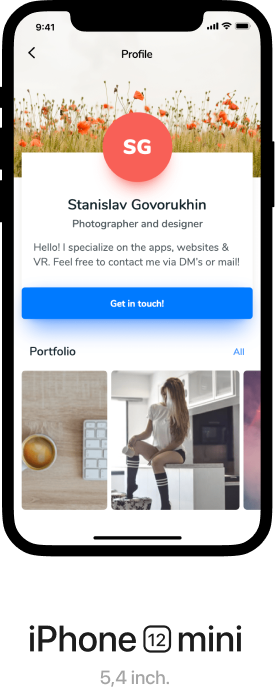 9:41
Profile
SG
Stanislav Govorukhin
Photographer and designer
Hello! I specialize on the apps, websites &
VR. Feel free to contact me via DM's or mail!
Get in touch!
Portfolio All
iPhone 12 mini
5,4 inch.